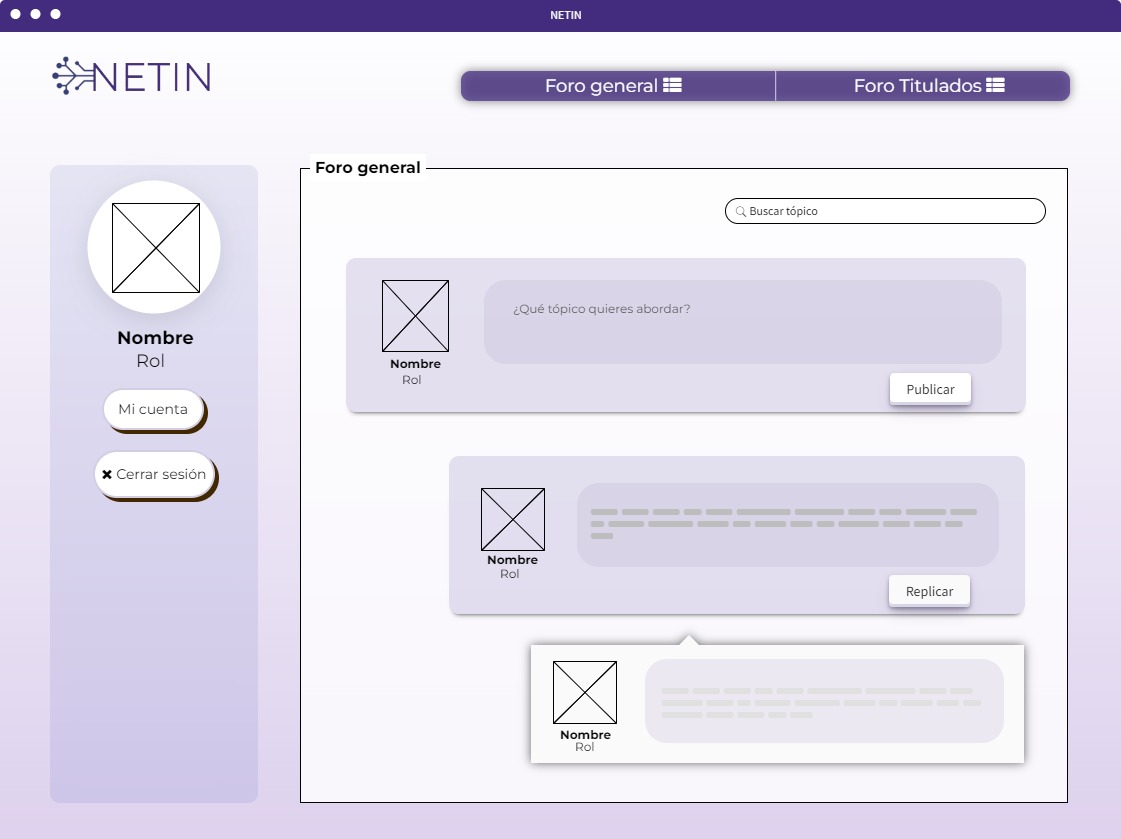 NETIN
NETIN
Foro general
Foro Titulados
Foro general
Buscar tópico
Nombre
Rol
Mi cuenta
Cerrar sesión
¿Qué tópico quieres abordar?
Nombre
Rol
Publicar
Nombre
Rol
Replicar
Nombre
Rol